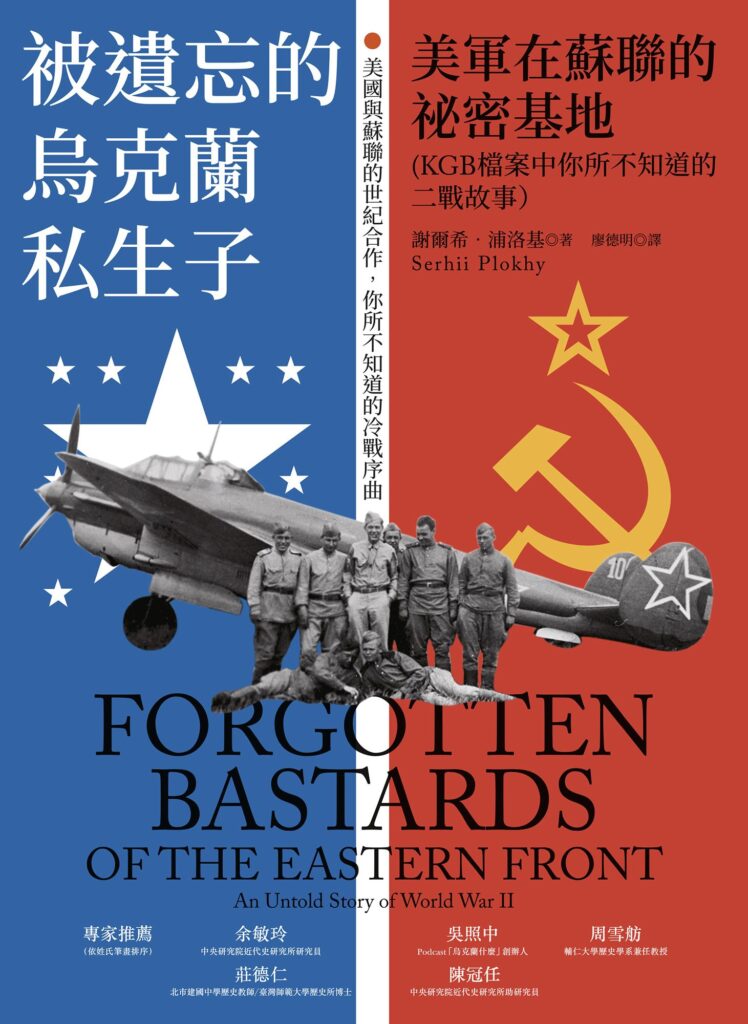 被遺忘的
烏克蘭
私生子
●美國與蘇聯的世紀合作，你所不知道的冷戰序曲
美軍在蘇聯的
祕密基地
(KGB檔案中你所不知道的
二戰故事）
謝爾希．浦洛基◎著 廖德明◎譯
Serhii Plokhy
10
FORGOTTEN
BASTARDS
OF THE EASTERN FRONT
An Untold Story of World War II
專家推薦
(依姓氏筆畫排序)
余敏玲
中央研究院近代史研究所研究員
吳照中
Podcast「烏克蘭什麼」創辦人
周雪舫
輔仁大學歷史學系兼任教授
莊德仁
北市建國中學歷史教師/臺灣師範大學歷史所博士
陳冠任
中央研究院近代史研究所助研究員